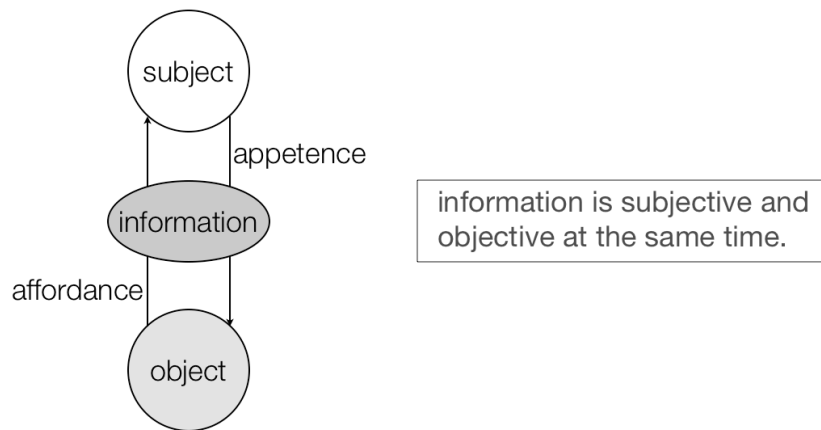 subject
appetence
information
affordance
object
information is subjective and
objective at the same time.